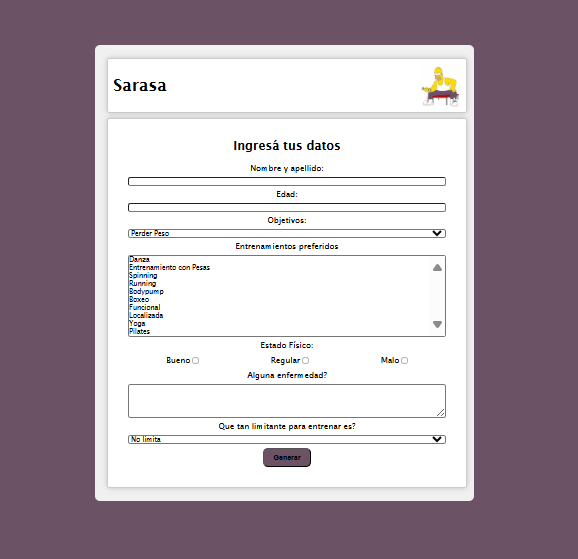 Sarasa
Ingresá tus datos
Nombre y apellido:
Edad:
Objetivos:
Perder Peso
Entrenamientos preferidos
Danza
Entrenamiento con Pesas
Spinning
Running
Bodypump
Boxeo
Funcional
Localizada
Yoga
Pilates
Estado Físico:
Bueno Regular Malo
Alguna enfermedad?
Que tan limitante para entrenar es?
No limita
Generar